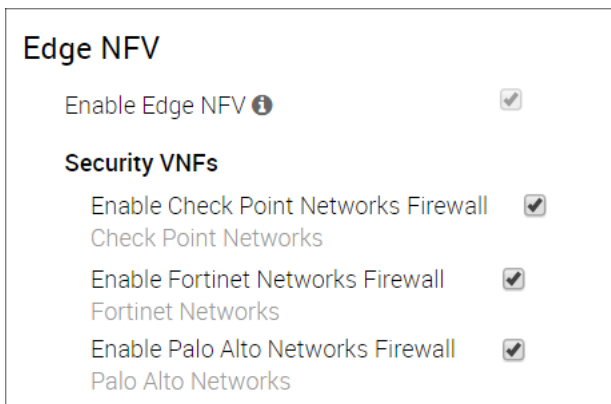 Edge NFV
Enable Edge NFV
Security VNFs
Enable Check Point Networks Firewall
Check Point Networks
Enable Fortinet Networks Firewall
Fortinet Networks
Enable Palo Alto Networks Firewall
Palo Alto Networks